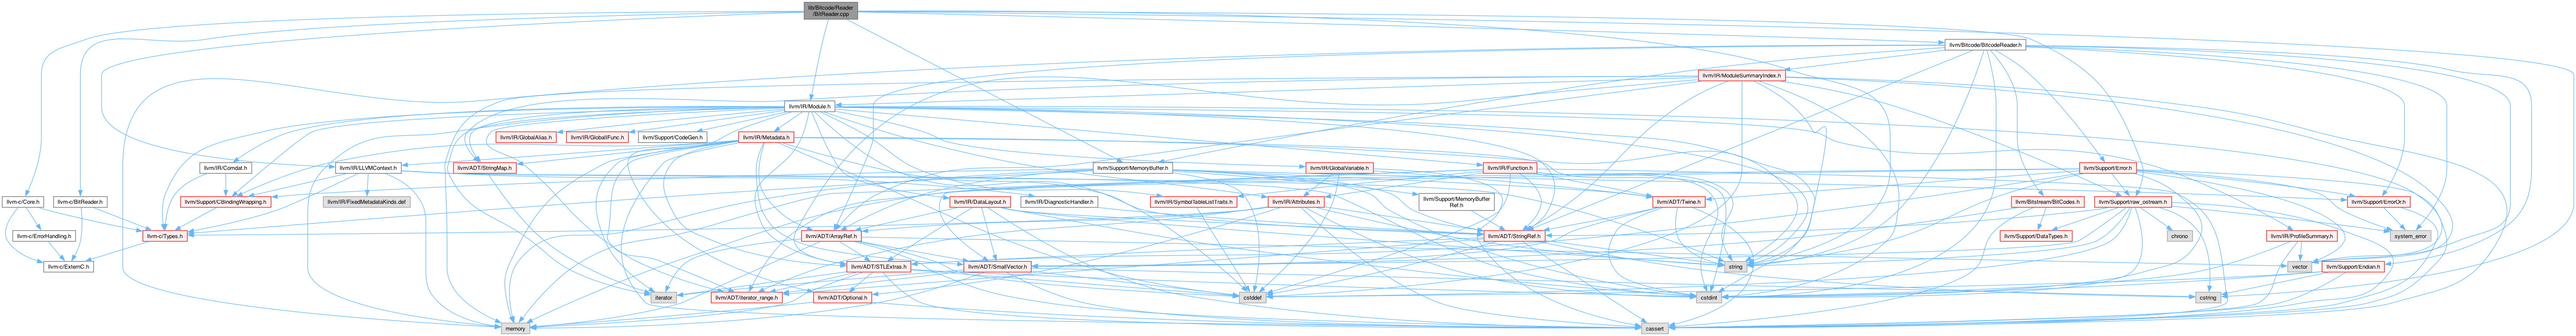 lib/Bitcode/Reader
/BitReader.cpp
llvm/Bitcode/BitcodeReader.h
llvm/IR/ModuleSummaryIndex.h
llvm/IR/Module.h
llvm/IR/GlobalAlias.h
llvm/IR/GlobalIFunc.h
llvm/Support/CodeGen.h
llvm/IR/Metadata.h
llvm/IR/Comdat.h
llvm/IR/LLVMContext.h
llvm/ADT/StringMap.h
llvm/Support/MemoryBuffer.h
llvm/IR/GlobalVariable.h
llvm/IR/Function.h
llvm/Support/Error.h
llvm-c/Core.h
llvm-c/BitReader.h
llvm/Support/CBindingWrapping.h
llvm/IR/FixedMetadataKinds.def
llvm/IR/DataLayout.h
llvm/IR/DiagnosticHandler.h
llvm/IR/SymbolTableListTraits.h
llvm/IR/Attributes.h
llvm/Support/MemoryBuffer
Ref.h
llvm/ADT/Twine.h
llvm/Bitstream/BitCodes.h
llvm/Support/raw_ostream.h
llvm/Support/ErrorOr.h
llvm-c/ErrorHandling.h
llvm-c/Types.h
llvm/ADT/ArrayRef.h
llvm/ADT/StringRef.h
llvm/Support/DataTypes.h
chrono
llvm/IR/ProfileSummary.h
system_error
llvm-c/ExternC.h
llvm/ADT/STLExtras.h
llvm/ADT/SmallVector.h
string
vector
llvm/Support/Endian.h
iterator
llvm/ADT/iterator_range.h
llvm/ADT/Optional.h
cstddef
cstdint
cstring
memory
cassert